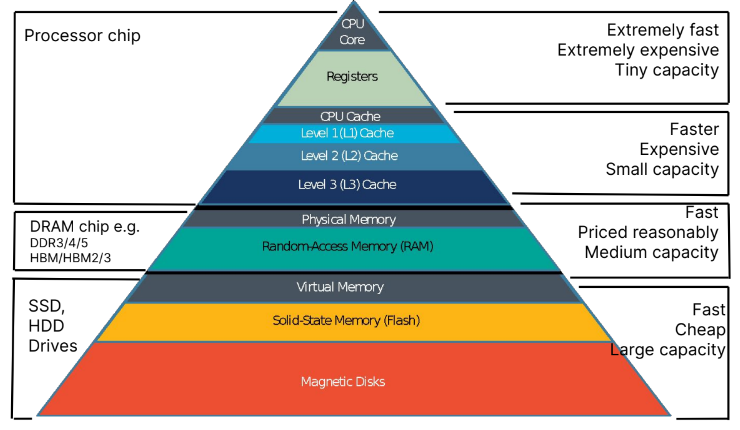 Processor chip
CPU
Core
Registers
CPU Cache
Level 1 (L1) Cache
Level 2 (L2) Cache
Level 3 (L3) Cache
Extremely fast
Extremely expensive
Tiny capacity
Faster
Expensive
Small capacity
DRAM chip e.g.
DDR3/4/5
HBM/HBM2/3
Physical Memory
Random-Access Memory (RAM)
Fast
Priced reasonably
Medium capacity
SSD,
HDD
Drives
Virtual Memory
Solid-State Memory (Flash)
Magnetic Disks
Fast
Cheap
Large capacity